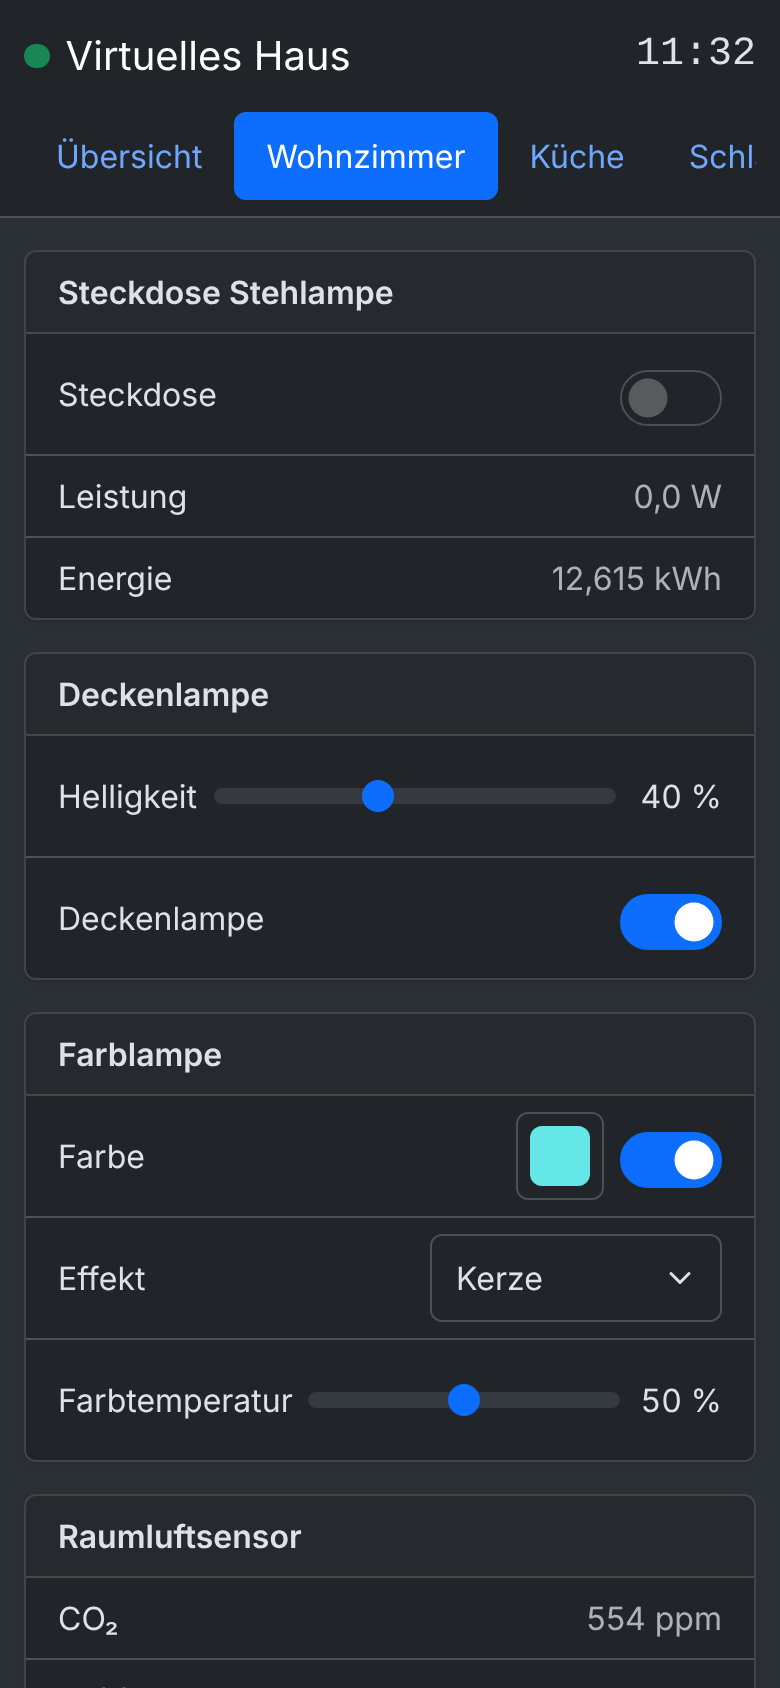 Virtuelles Haus 11:32
Übersicht Wohnzimmer Küche Schl
Steckdose Stehlampe
Steckdose
Leistung 0,0 W
Energie 12,615 kWh
Deckenlampe
Helligkeit 40 %
Deckenlampe
Farblampe
Farbe
Effekt Kerze
Farbtemperatur 50 %
Raumluftsensor
CO₂ 554 ppm